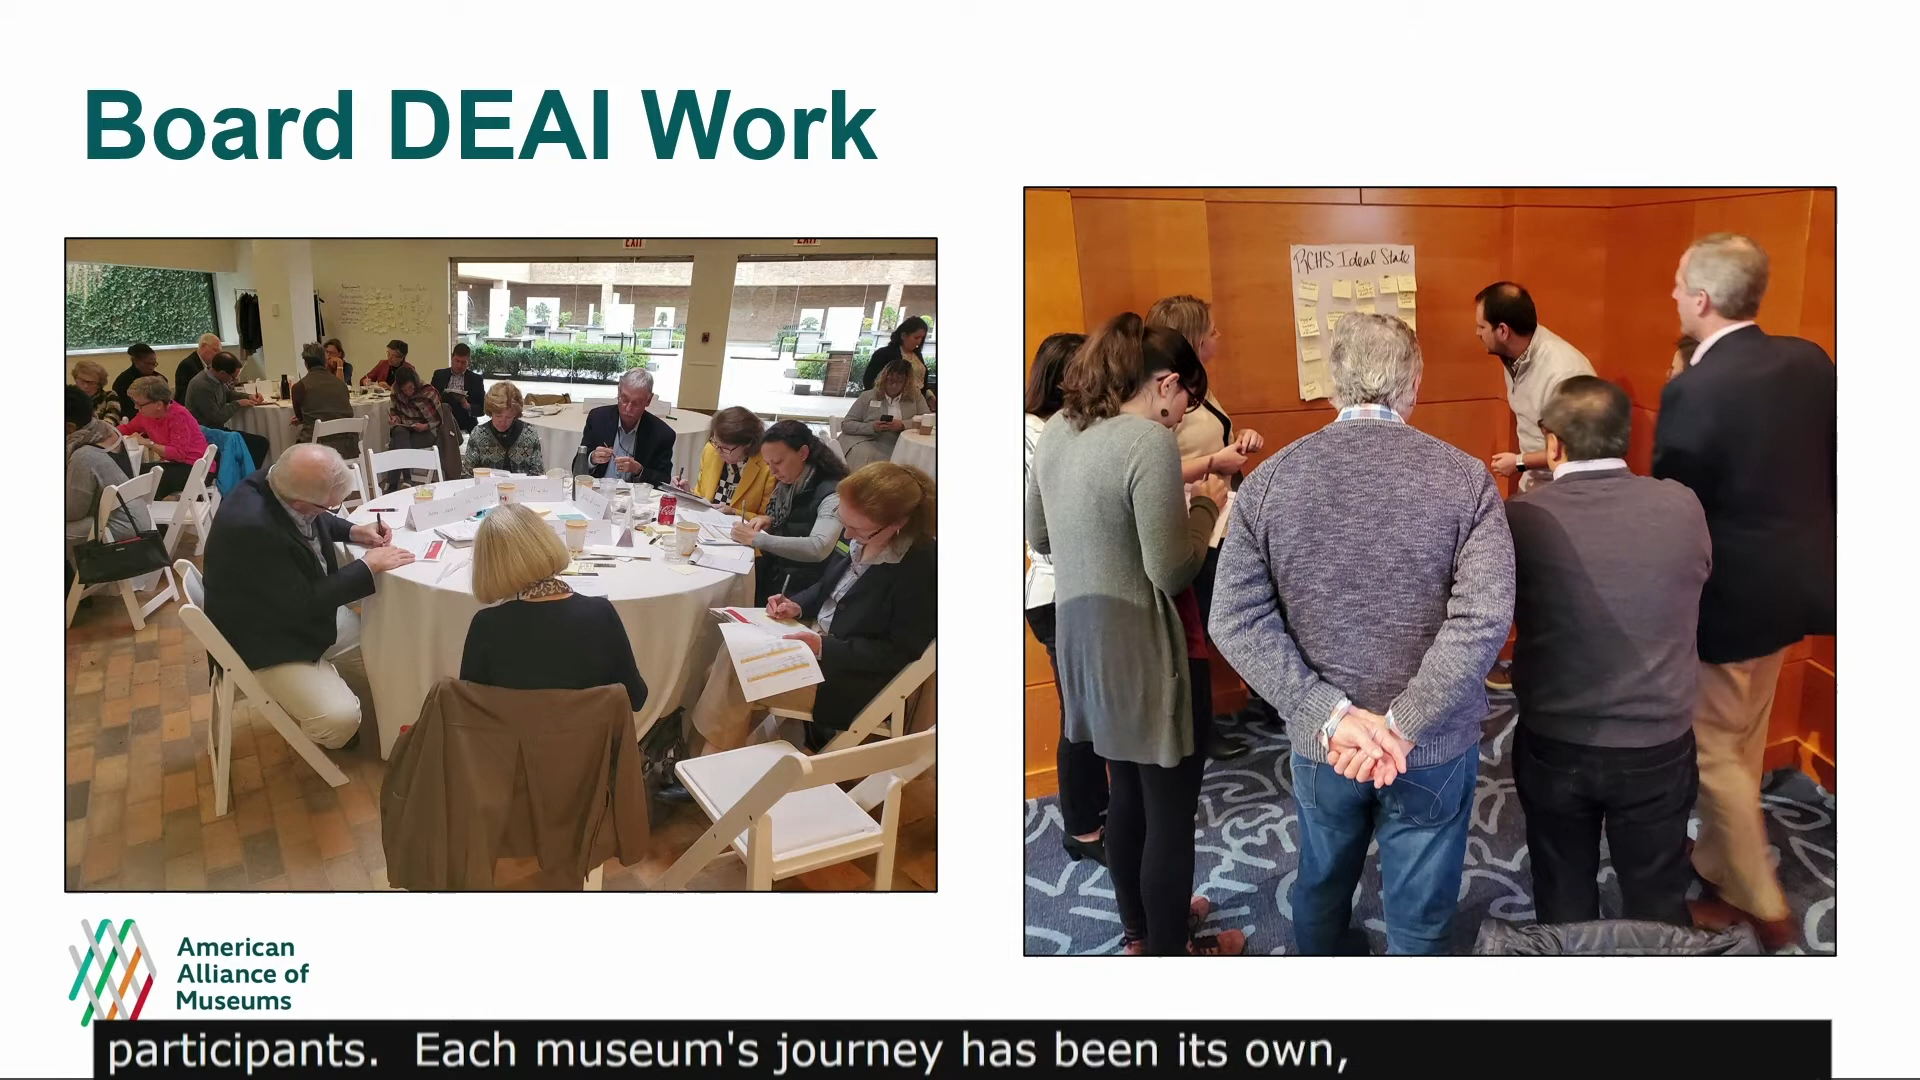 Board DEAI Work
EXIT
EXIT
RCHS Ideal State
American
Alliance of
Museums
participants.  Each museum's journey has been its own,